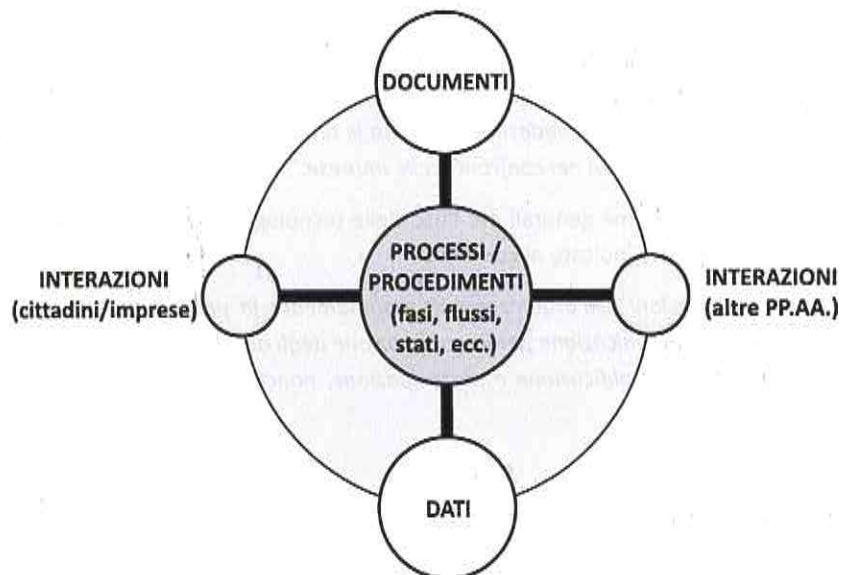 DOCUMENTI
PROCESSI /
PROCEDIMENTI
(fasi, flussi,
stati, ecc.)
INTERAZIONI
(cittadini/imprese)
INTERAZIONI
(altre PP.AA.)
DATI